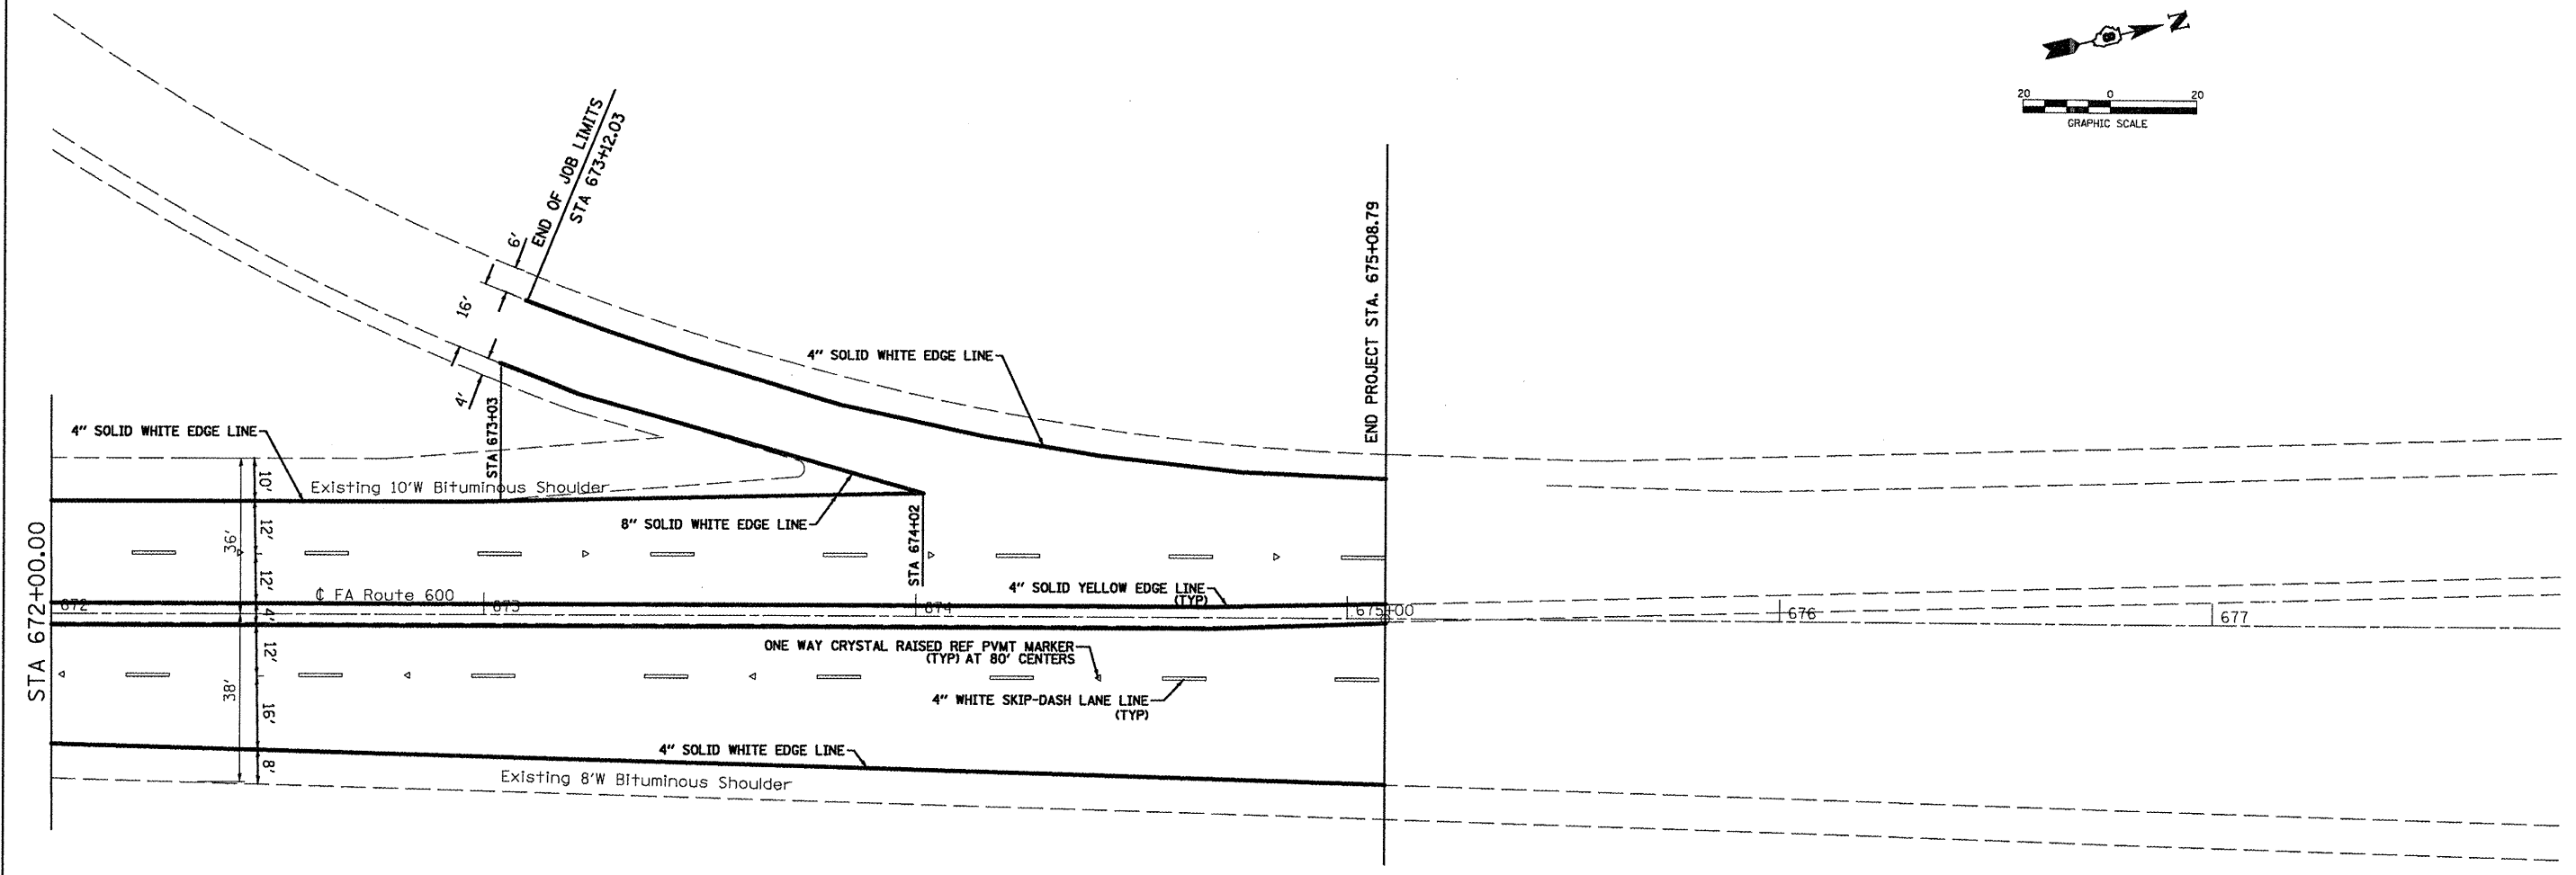 N
20 0 20
GRAPHIC SCALE
END OF JOB LIMITS
STA 673+12.03
6'
16'
4'
END PROJECT STA. 675+08.79
4" SOLID WHITE EDGE LINE
4" SOLID WHITE EDGE LINE
STA 673+03
10'
Existing 10'W Bituminous Shoulder
8" SOLID WHITE EDGE LINE
STA 674+02
STA 672+00.00
36'
12'
12'
4'
℄ FA Route 600
672
673
674
675+00
676
677
4" SOLID YELLOW EDGE LINE
(TYP)
12'
ONE WAY CRYSTAL RAISED REF PVMT MARKER
(TYP) AT 80' CENTERS
38'
16'
4" WHITE SKIP-DASH LANE LINE
(TYP)
4" SOLID WHITE EDGE LINE
8'
Existing 8'W Bituminous Shoulder